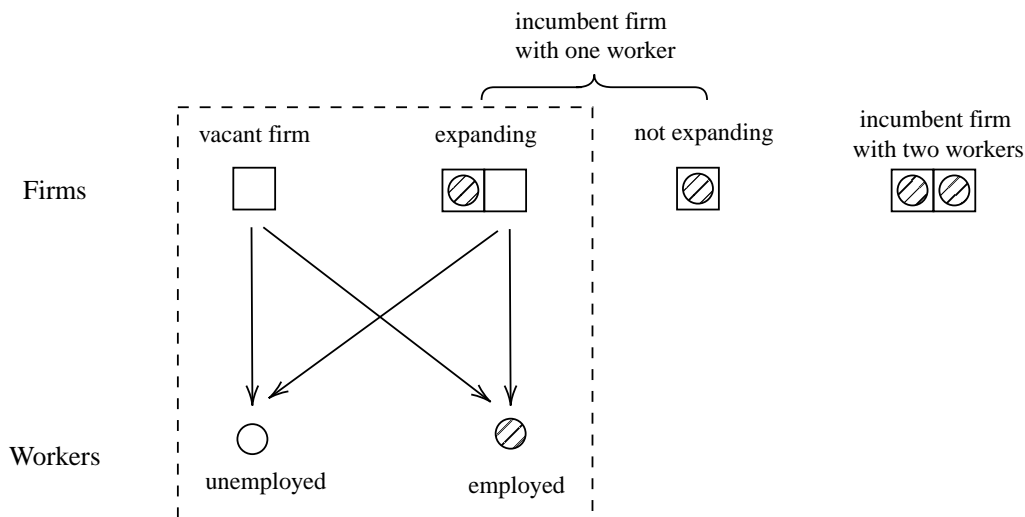 incumbent firm
with one worker
vacant firm
expanding
not expanding
incumbent firm
with two workers
Firms
Workers
unemployed
employed